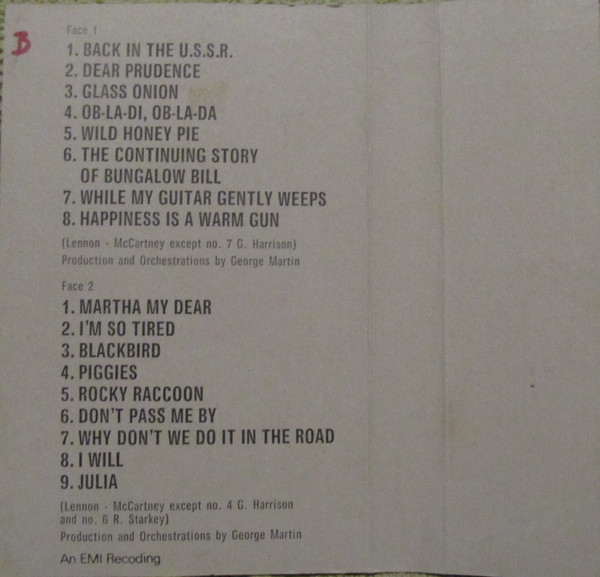 B
Face 1
1. BACK IN THE U.S.S.R.
2. DEAR PRUDENCE
3. GLASS ONION
4. OB-LA-DI, OB-LA-DA
5. WILD HONEY PIE
6. THE CONTINUING STORY
OF BUNGALOW BILL
7. WHILE MY GUITAR GENTLY WEEPS
8. HAPPINESS IS A WARM GUN
(Lennon - McCartney except no. 7 G. Harrison)
Production and Orchestrations by George Martin
Face 2
1. MARTHA MY DEAR
2. I'M SO TIRED
3. BLACKBIRD
4. PIGGIES
5. ROCKY RACCOON
6. DON'T PASS ME BY
7. WHY DON'T WE DO IT IN THE ROAD
8. I WILL
9. JULIA
(Lennon - McCartney except no. 4 G. Harrison
and no. 6 R. Starkey)
Production and Orchestrations by George Martin
An EMI Recoding